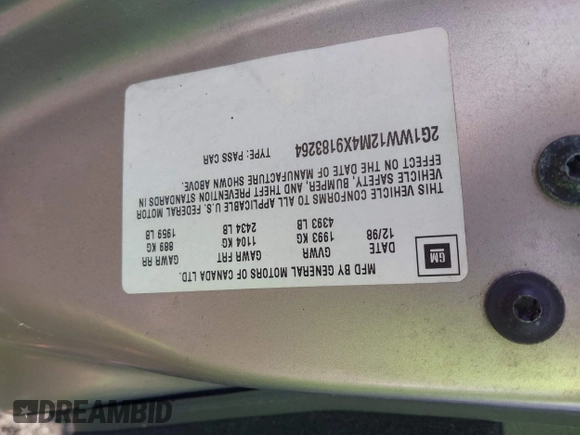 MFD BY GENERAL MOTORS OF CANADA LTD.
DATE GVWR GAWR FRT GAWR RR
12/98 1993 KG 1104 KG 889 KG
4393 LB 2434 LB 1959 LB
THIS VEHICLE CONFORMS TO ALL APPLICABLE U.S. FEDERAL MOTOR
VEHICLE SAFETY, BUMPER, AND THEFT PREVENTION STANDARDS IN
EFFECT ON THE DATE OF MANUFACTURE SHOWN ABOVE.
2G1WW12M4X9183264 TYPE: PASS CAR
GM
DREAMBID